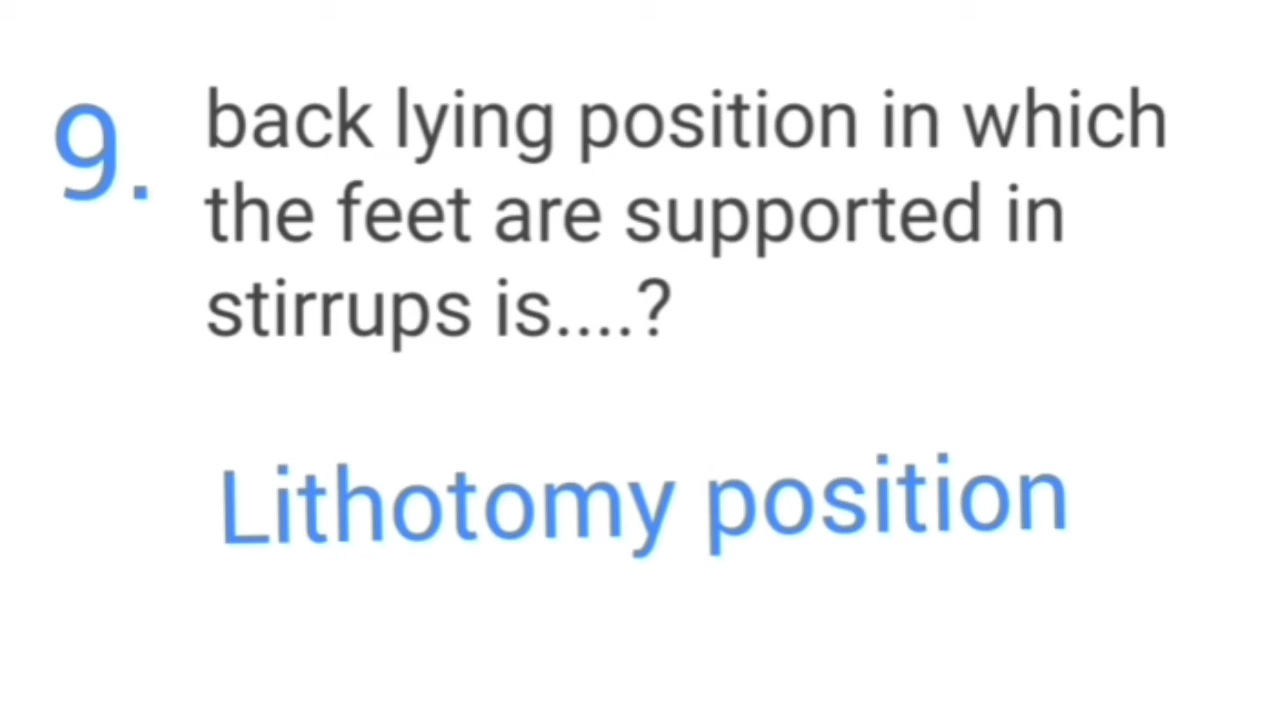 9. back lying position in which
the feet are supported in
stirrups is....?
Lithotomy position